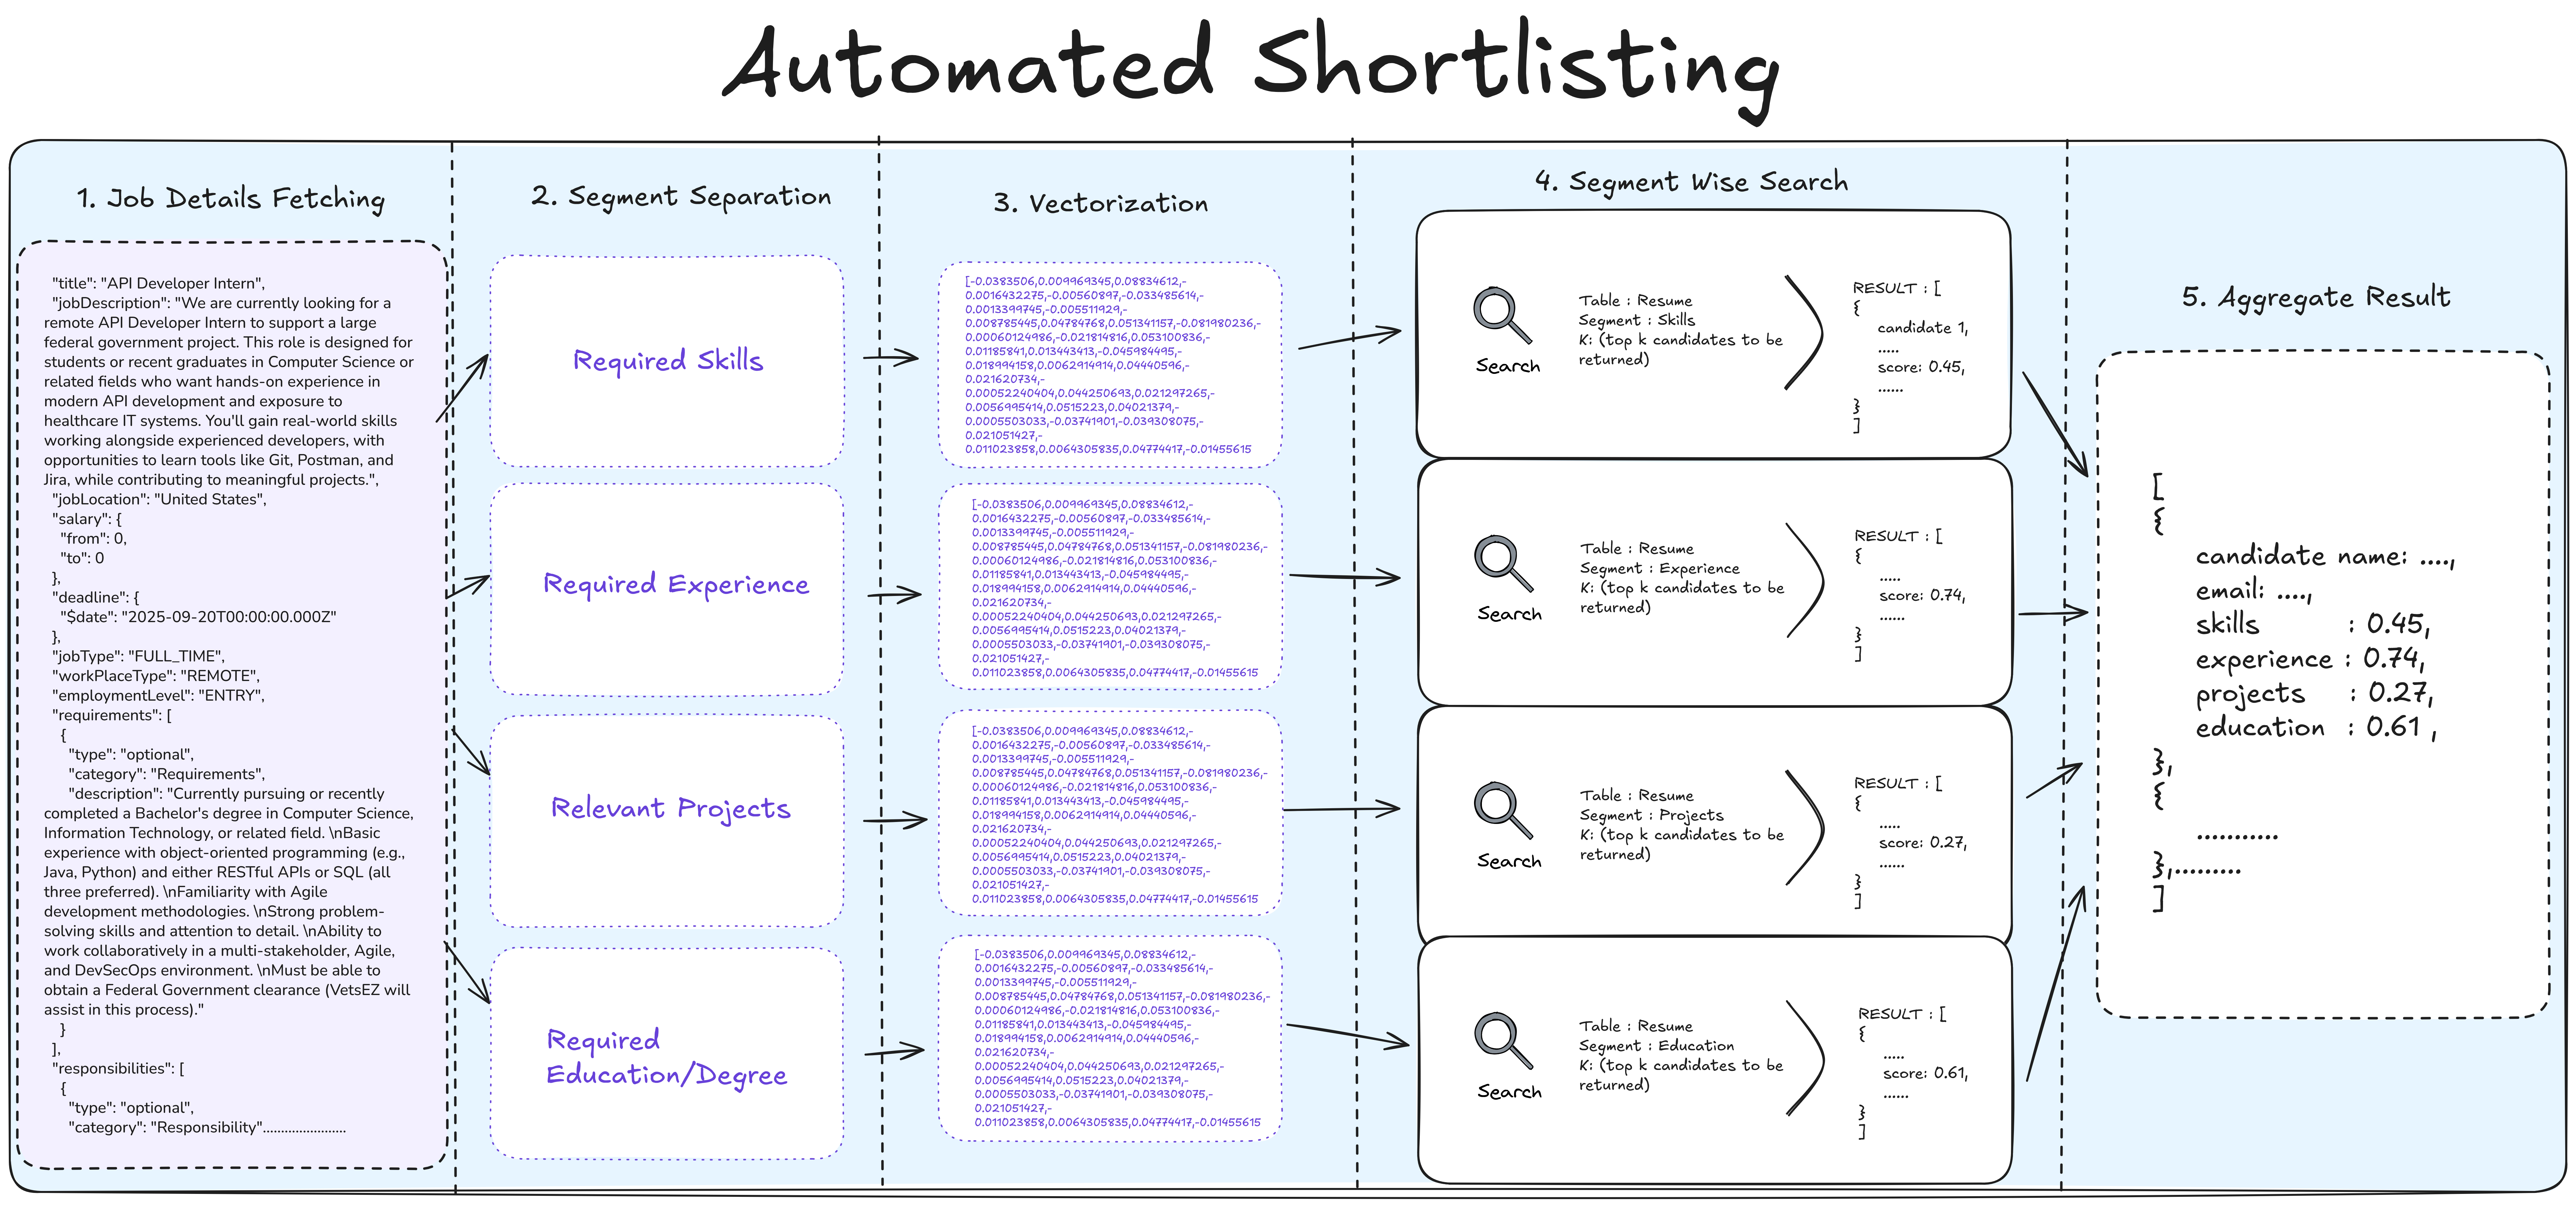 Automated Shortlisting
1. Job Details Fetching
"title": "API Developer Intern",
"jobDescription": "We are currently looking for a
remote API Developer Intern to support a large
federal government project. This role is designed for
students or recent graduates in Computer Science or
related fields who want hands-on experience in
modern API development and exposure to
healthcare IT systems. You'll gain real-world skills
working alongside experienced developers, with
opportunities to learn tools like Git, Postman, and
Jira, while contributing to meaningful projects.",
"jobLocation": "United States",
"salary": {
"from": 0,
"to": 0
},
"deadline": {
"$date": "2025-09-20T00:00:00.000Z"
},
"jobType": "FULL_TIME",
"workPlaceType": "REMOTE",
"employmentLevel": "ENTRY",
"requirements": [
{
"type": "optional",
"category": "Requirements",
"description": "Currently pursuing or recently
completed a Bachelor's degree in Computer Science,
Information Technology, or related field. \nBasic
experience with object-oriented programming (e.g.,
Java, Python) and either RESTful APIs or SQL (all
three preferred). \nFamiliarity with Agile
development methodologies. \nStrong problem-
solving skills and attention to detail. \nAbility to
work collaboratively in a multi-stakeholder, Agile,
and DevSecOps environment. \nMust be able to
obtain a Federal Government clearance (VetsEZ will
assist in this process)."
}
],
"responsibilities": [
{
"type": "optional",
"category": "Responsibility".......................
2. Segment Separation
Required Skills
Required Experience
Relevant Projects
Required
Education/Degree
3. Vectorization
[-0.0383506,0.009969345,0.08834612,-
0.0016432275,-0.00560897,-0.033485614,-
0.0013399745,-0.005511929,-
0.008785445,0.04784768,0.051341157,-0.081980236,-
0.00060124986,-0.021814816,0.053100836,-
0.01185841,0.013443413,-0.045984495,-
0.018994158,0.0062914914,0.04440596,-
0.021620734,-
0.00052240404,0.044250693,0.021297265,-
0.0056995414,0.0515223,0.04021379,-
0.0005503033,-0.03741901,-0.039308075,-
0.021051427,-
0.011023858,0.0064305835,0.04774417,-0.01455615
[-0.0383506,0.009969345,0.08834612,-
0.0016432275,-0.00560897,-0.033485614,-
0.0013399745,-0.005511929,-
0.008785445,0.04784768,0.051341157,-0.081980236,-
0.00060124986,-0.021814816,0.053100836,-
0.01185841,0.013443413,-0.045984495,-
0.018994158,0.0062914914,0.04440596,-
0.021620734,-
0.00052240404,0.044250693,0.021297265,-
0.0056995414,0.0515223,0.04021379,-
0.0005503033,-0.03741901,-0.039308075,-
0.021051427,-
0.011023858,0.0064305835,0.04774417,-0.01455615
[-0.0383506,0.009969345,0.08834612,-
0.0016432275,-0.00560897,-0.033485614,-
0.0013399745,-0.005511929,-
0.008785445,0.04784768,0.051341157,-0.081980236,-
0.00060124986,-0.021814816,0.053100836,-
0.01185841,0.013443413,-0.045984495,-
0.018994158,0.0062914914,0.04440596,-
0.021620734,-
0.00052240404,0.044250693,0.021297265,-
0.0056995414,0.0515223,0.04021379,-
0.0005503033,-0.03741901,-0.039308075,-
0.021051427,-
0.011023858,0.0064305835,0.04774417,-0.01455615
[-0.0383506,0.009969345,0.08834612,-
0.0016432275,-0.00560897,-0.033485614,-
0.0013399745,-0.005511929,-
0.008785445,0.04784768,0.051341157,-0.081980236,-
0.00060124986,-0.021814816,0.053100836,-
0.01185841,0.013443413,-0.045984495,-
0.018994158,0.0062914914,0.04440596,-
0.021620734,-
0.00052240404,0.044250693,0.021297265,-
0.0056995414,0.0515223,0.04021379,-
0.0005503033,-0.03741901,-0.039308075,-
0.021051427,-
0.011023858,0.0064305835,0.04774417,-0.01455615
4. Segment Wise Search
Search
Table : Resume
Segment : Skills
K: (top k candidates to be
returned)
RESULT : [
{
candidate 1,
.....
score: 0.45,
......
}
]
Search
Table : Resume
Segment : Experience
K: (top k candidates to be
returned)
RESULT : [
{
.....
score: 0.74,
......
}
]
Search
Table : Resume
Segment : Projects
K: (top k candidates to be
returned)
RESULT : [
{
.....
score: 0.27,
......
}
]
Search
Table : Resume
Segment : Education
K: (top k candidates to be
returned)
RESULT : [
{
.....
score: 0.61,
......
}
]
5. Aggregate Result
[
{
candidate name: ....,
email: ....,
skills : 0.45,
experience : 0.74,
projects : 0.27,
education : 0.61 ,
},
{
...........
},.........
]